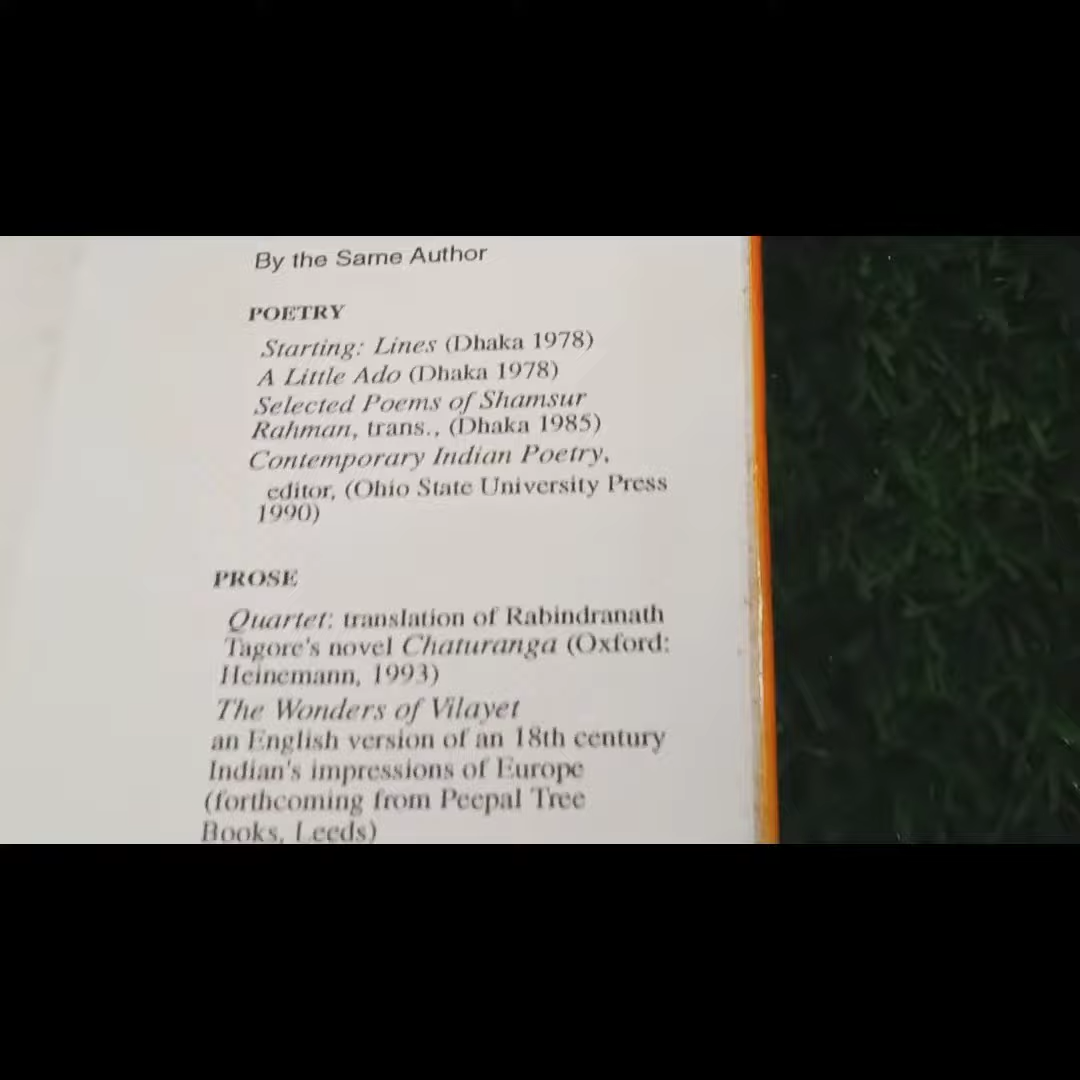 By the Same Author
POETRY
Starting: Lines (Dhaka 1978)
A Little Ado (Dhaka 1978)
Selected Poems of Shamsur
Rahman, trans., (Dhaka 1985)
Contemporary Indian Poetry,
editor, (Ohio State University Press
1990)
PROSE
Quartet: translation of Rabindranath
Tagore's novel Chaturanga (Oxford:
Heinemann, 1993)
The Wonders of Vilayet
an English version of an 18th century
Indian's impressions of Europe
(forthcoming from Peepal Tree
Books, Leeds)